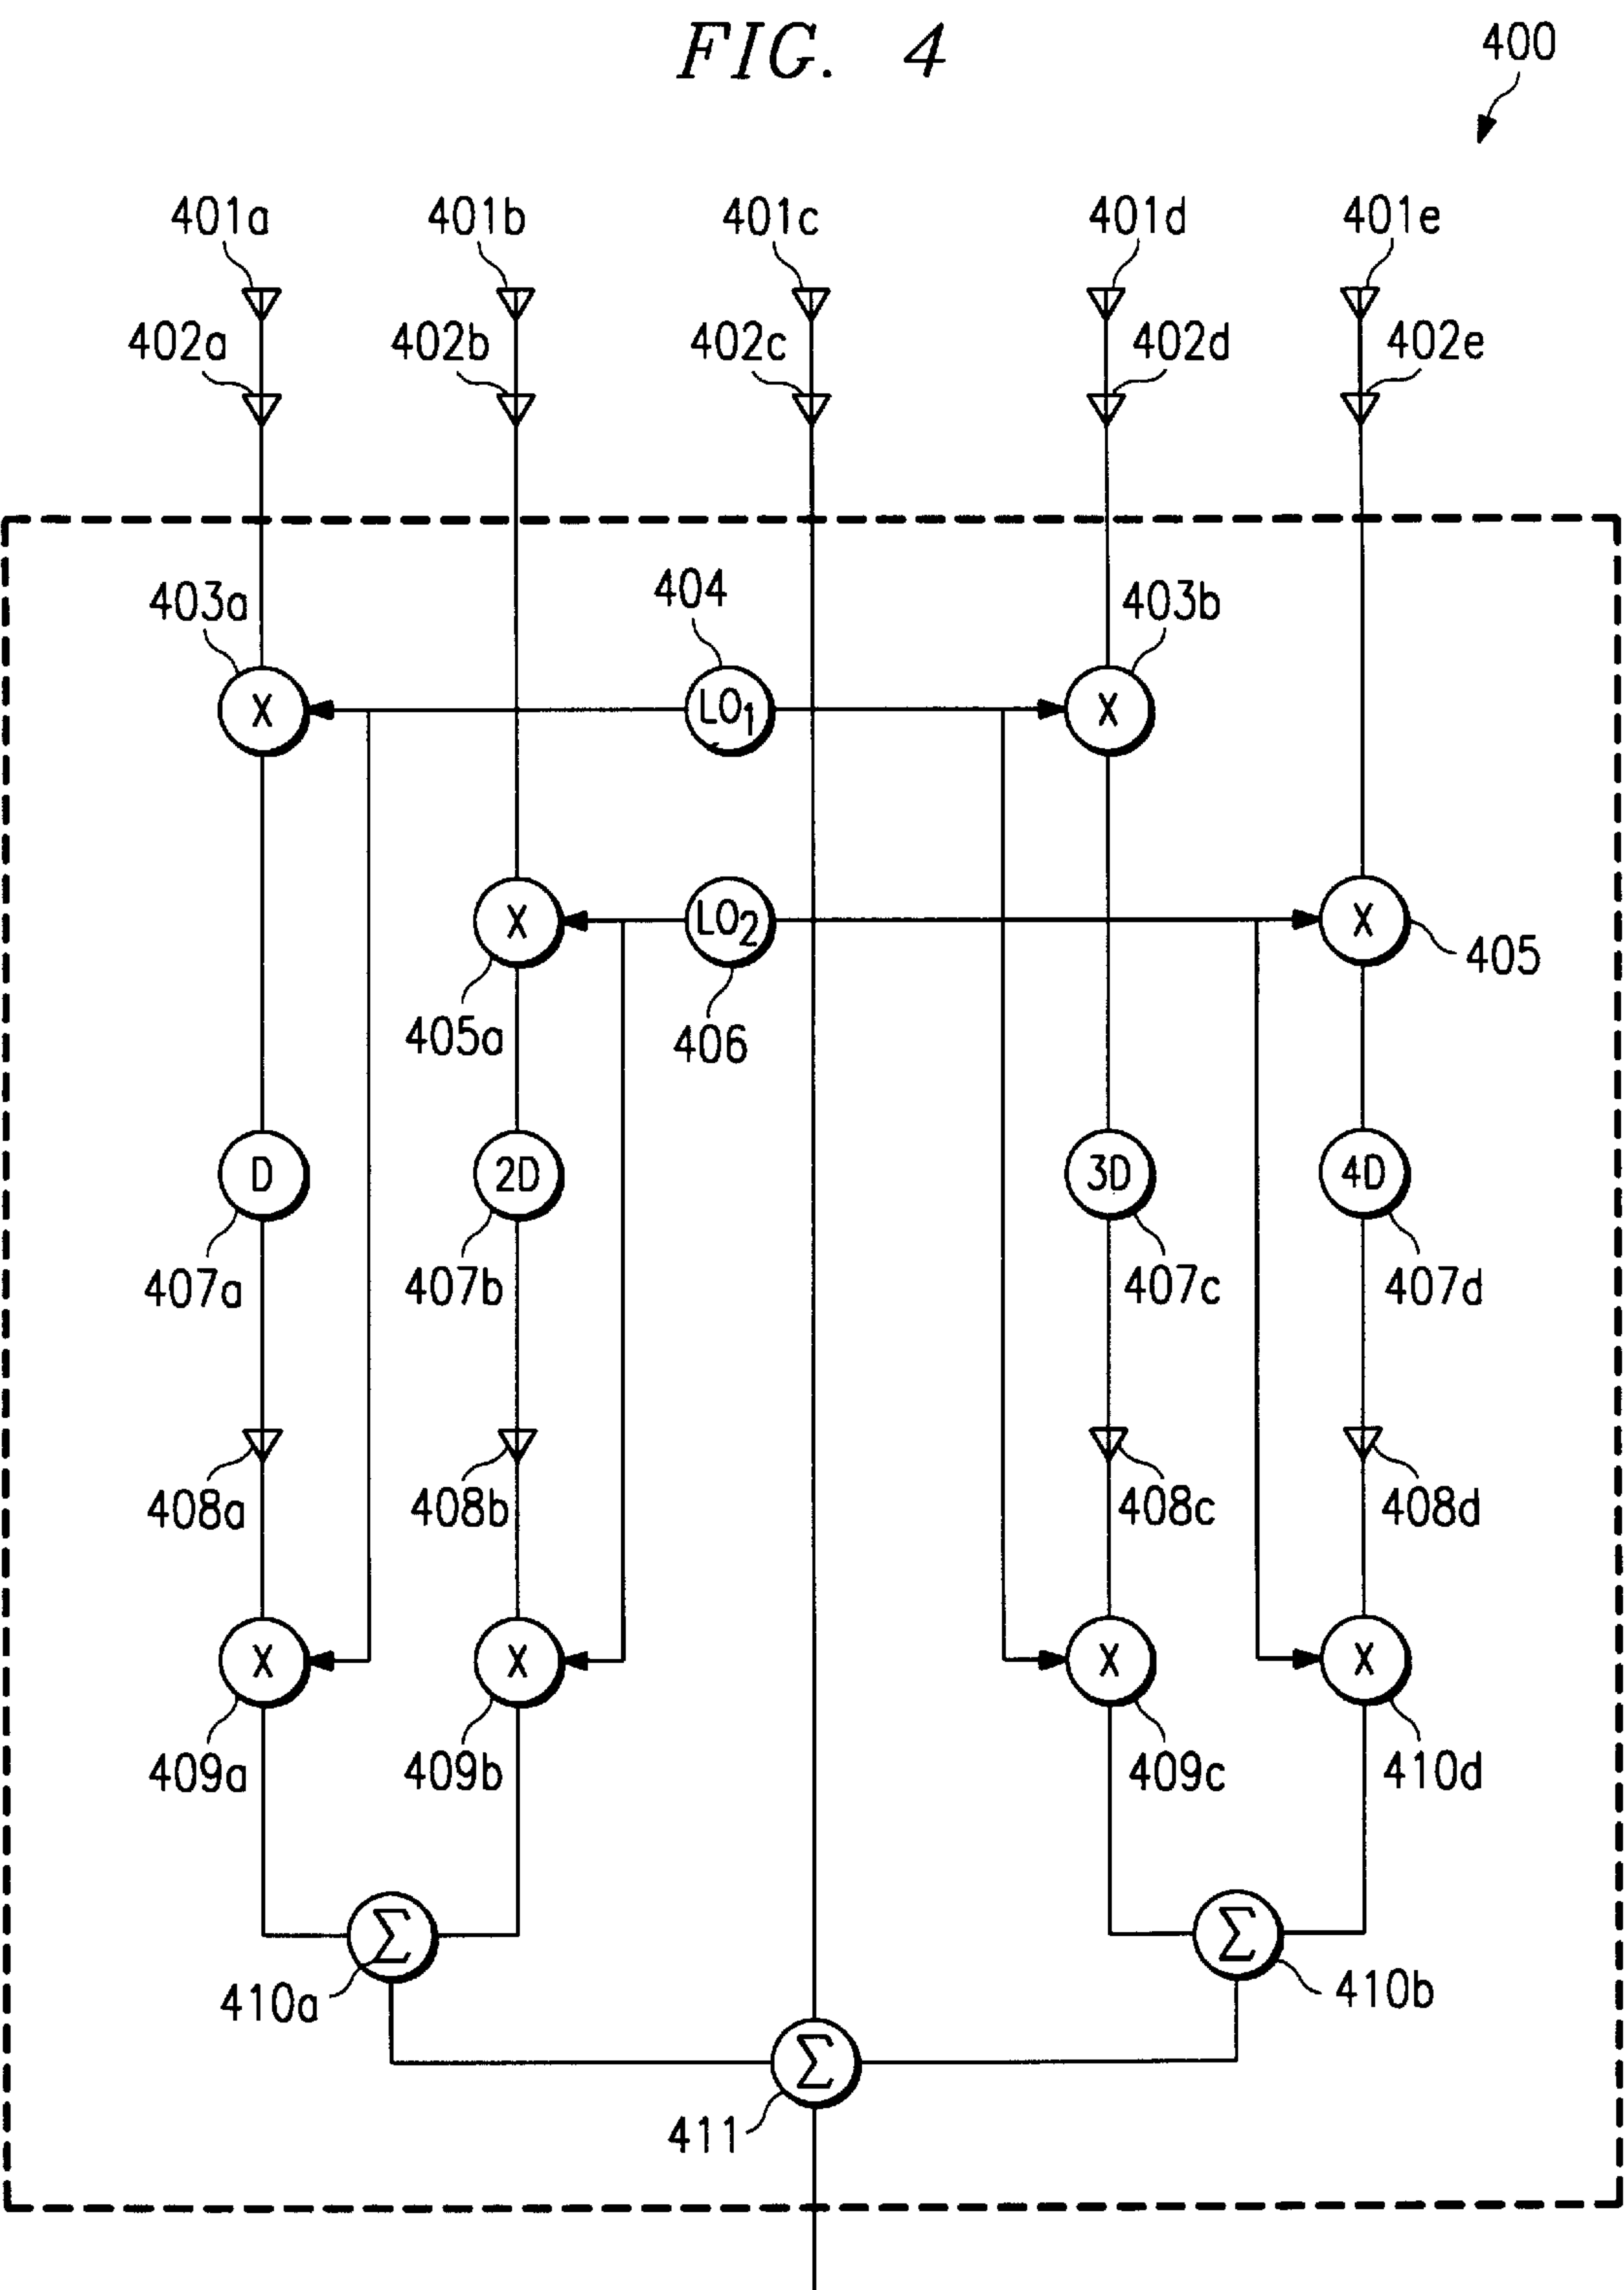 FIG. 4
400
401a 401b 401c 401d 401e
402a 402b 402c 402d 402e
403a 404 403b
X LO1 X
X LO2 X
405a 406 405
D 2D 3D 4D
407a 407b 407c 407d
408a 408b 408c 408d
X X X X
409a 409b 409c 410d
Σ Σ
410a 410b
Σ
411